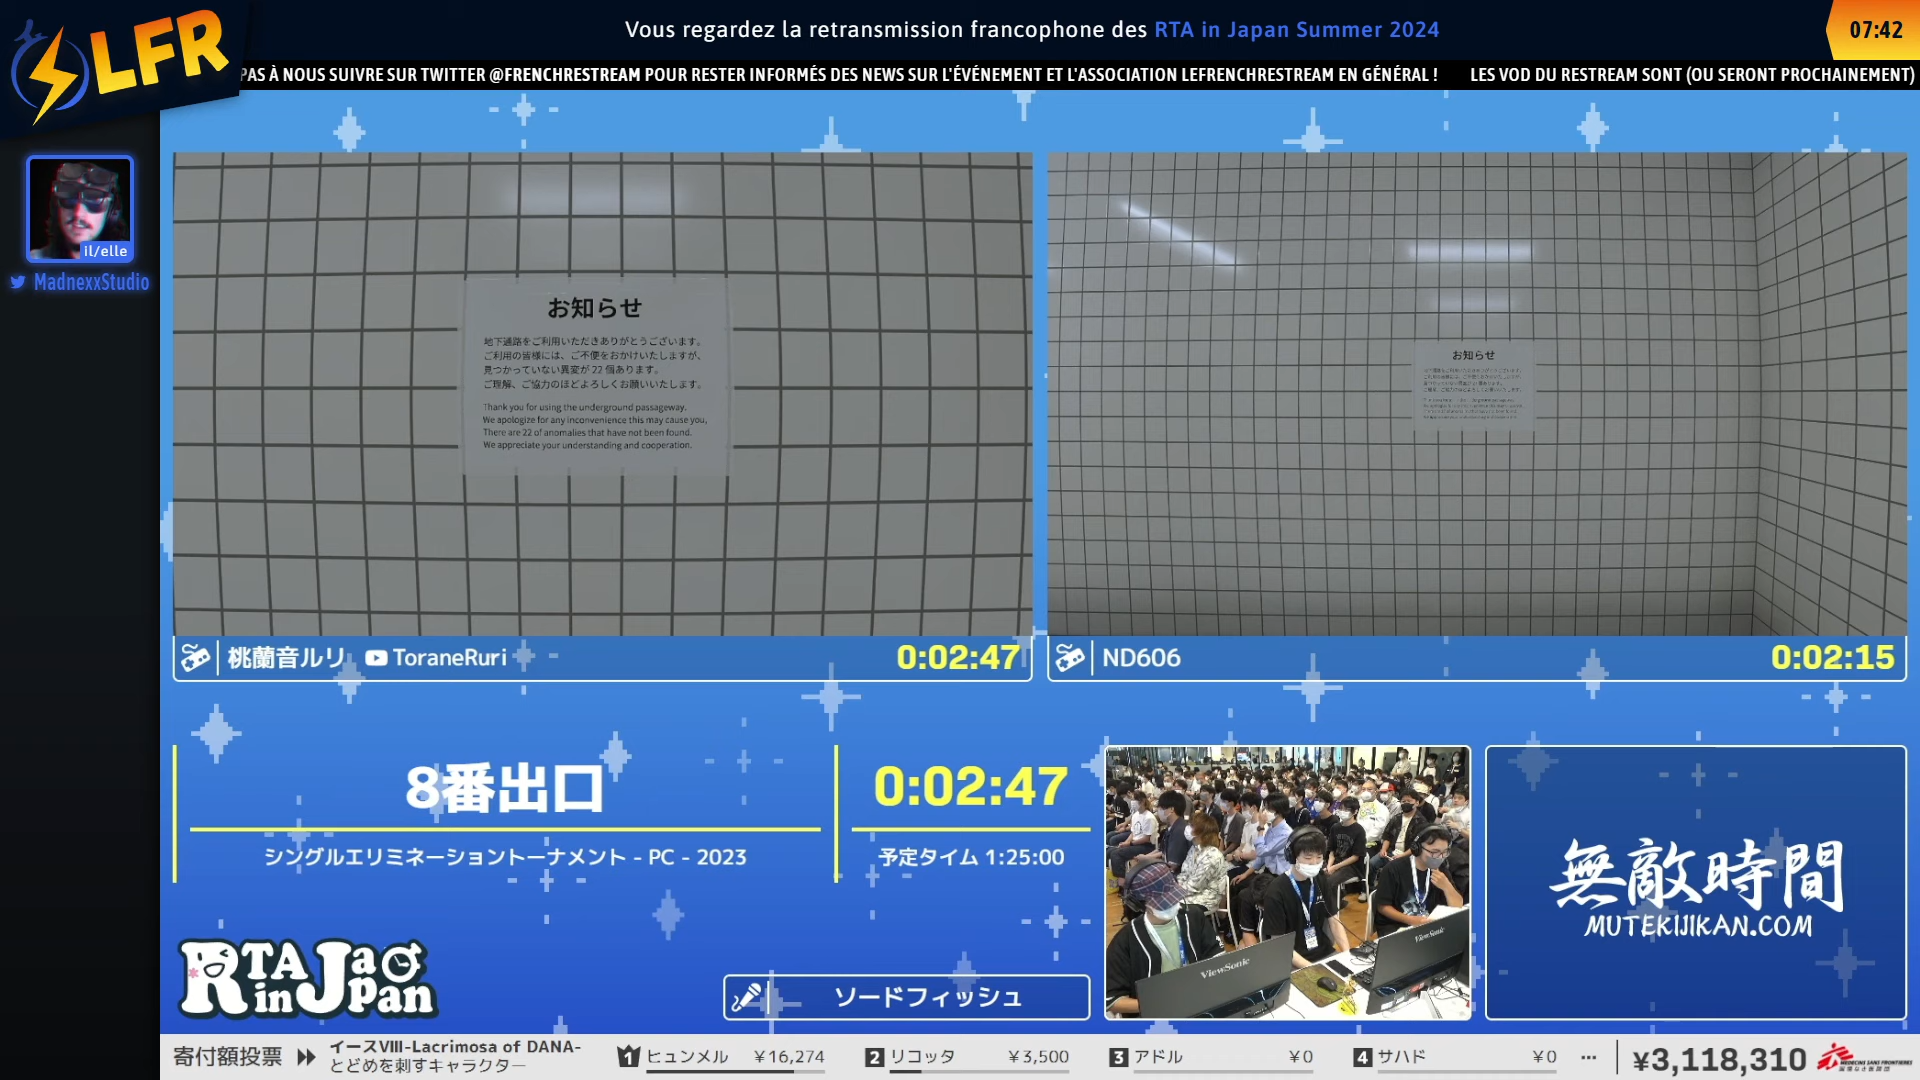 LFR
Vous regardez la retransmission francophone des RTA in Japan Summer 2024
07:42
PAS À NOUS SUIVRE SUR TWITTER @FRENCHRESTREAM POUR RESTER INFORMÉS DES NEWS SUR L'ÉVÉNEMENT ET L'ASSOCIATION LEFRENCHRESTREAM EN GÉNÉRAL !
LES VOD DU RESTREAM SONT (OU SERONT PROCHAINEMENT)
il/elle
MadnexxStudio
お知らせ
地下通路をご利用いただきありがとうございます。
ご利用の皆様には、ご不便をおかけいたしますが、
見つかっていない異変が 22 個あります。
ご理解、ご協力のほどよろしくお願いいたします。
Thank you for using the underground passageway.
We apologize for any inconvenience this may cause you,
There are 22 of anomalies that have not been found.
We appreciate your understanding and cooperation.
お知らせ
桃蘭音ルリ ToraneRuri 0:02:47
ND606 0:02:15
8番出口
シングルエリミネーショントーナメント - PC - 2023
0:02:47
予定タイム 1:25:00
ViewSonic
ViewSonic
無敵時間
MUTEKIJIKAN.COM
RTA in Japan
ソードフィッシュ
寄付額投票
イースVIII-Lacrimosa of DANA-
とどめを刺すキャラクター
1 ヒュンメル ¥16,274
2 リコッタ ¥3,500
3 アドル ¥0
4 サハド ¥0
...
¥3,118,310
MEDECINS SANS FRONTIERES
国境なき医師団